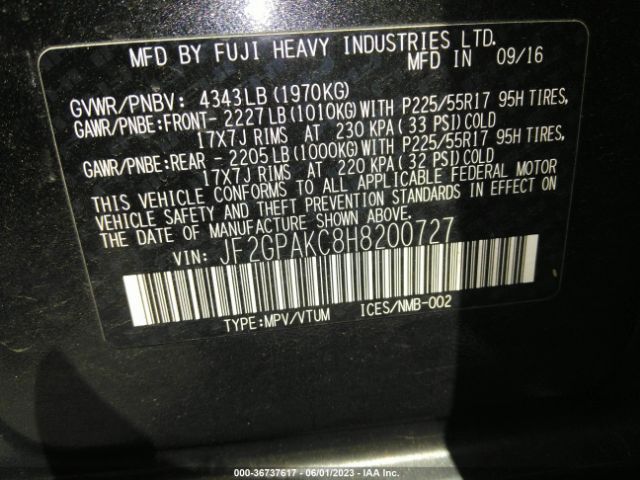 MFD BY FUJI HEAVY INDUSTRIES LTD.
MFD IN 09/16
GVWR/PNBV: 4343LB (1970KG)
GAWR/PNBE:FRONT- 2227LB (1010KG) WITH P225/55R17 95H TIRES,
17X7J RIMS AT 230 KPA (33 PSI) COLD
GAWR/PNBE:REAR - 2205LB (1000KG) WITH P225/55R17 95H TIRES,
17X7J RIMS AT 220 KPA (32 PSI) COLD
THIS VEHICLE CONFORMS TO ALL APPLICABLE FEDERAL MOTOR
VEHICLE SAFETY AND THEFT PREVENTION STANDARDS IN EFFECT ON
THE DATE OF MANUFACTURE SHOWN ABOVE.
VIN: JF2GPAKC8H8200727
TYPE:MPV/VTUM ICES/NMB-002
000-36737617 - 06/01/2023 - IAA Inc.